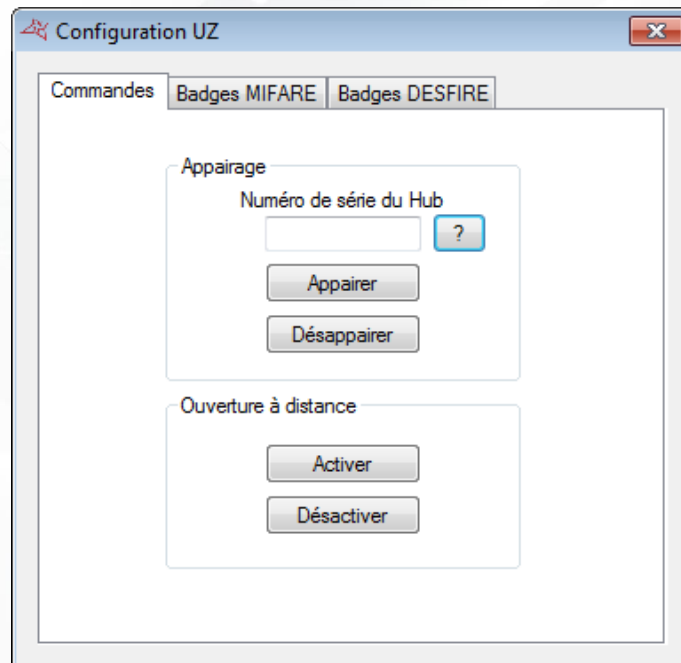 Configuration UZ
Commandes Badges MIFARE Badges DESFIRE
Appairage
Numéro de série du Hub
?
Appairer
Désappairer
Ouverture à distance
Activer
Désactiver